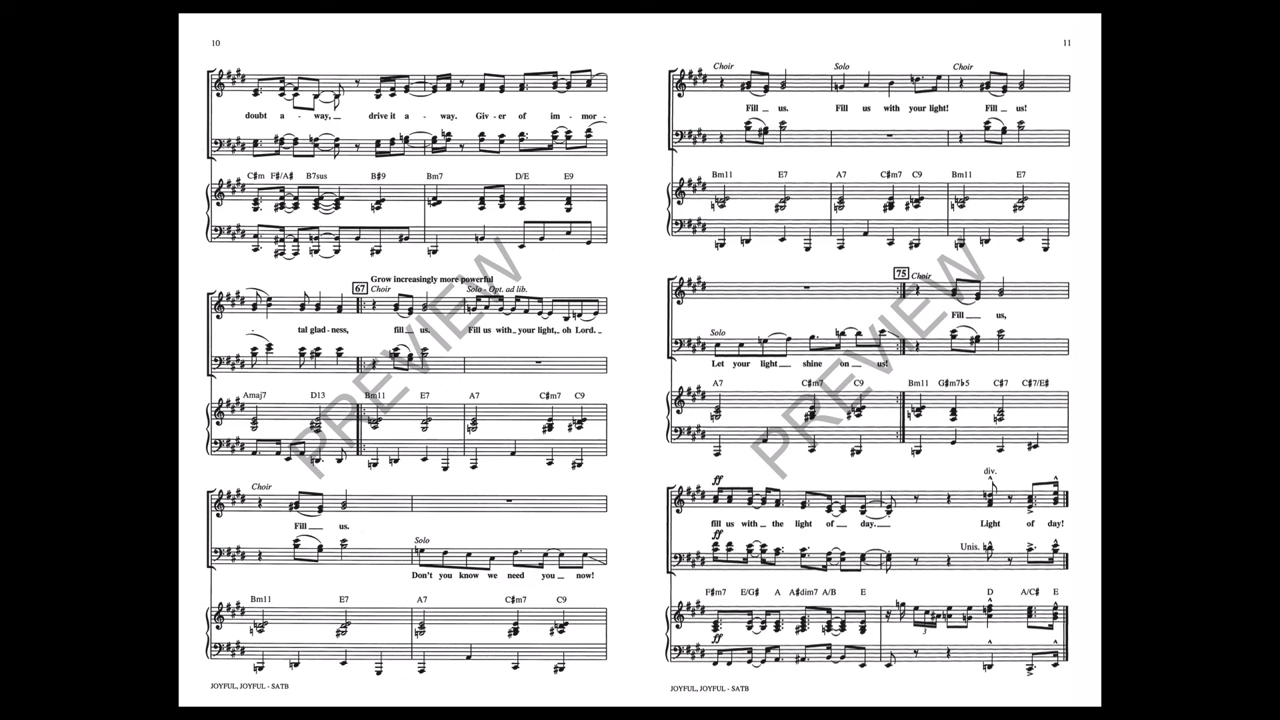 10
doubt a - way, drive it a - way. Giv - er of im - mor -
C♯m F♯/A♯ B7sus B♯9 Bm7 D/E E9
Grow increasingly more powerful
67 Choir Solo - Opt. ad lib.
- tal glad - ness, fill us. Fill us with your light, oh Lord.
Amaj7 D13 Bm11 E7 A7 C♯m7 C9
Choir
Fill us.
Solo
Don't you know we need you now!
Bm11 E7 A7 C♯m7 C9
JOYFUL, JOYFUL - SATB
11
Choir Solo Choir
Fill us. Fill us with your light! Fill us!
Bm11 E7 A7 C♯m7 C9 Bm11 E7
75 Choir
Fill us,
Solo
Let your light shine on us!
A7 C♯m7 C9 Bm11 G♯m7♭5 C♯7 C♯7/E♯
div.
ff
fill us with the light of day. Light of day!
ff
Unis.
F♯m7 E/G♯ A A♯dim7 A/B E D A/C♯ E
3
ff
JOYFUL, JOYFUL - SATB
PREVIEW
PREVIEW